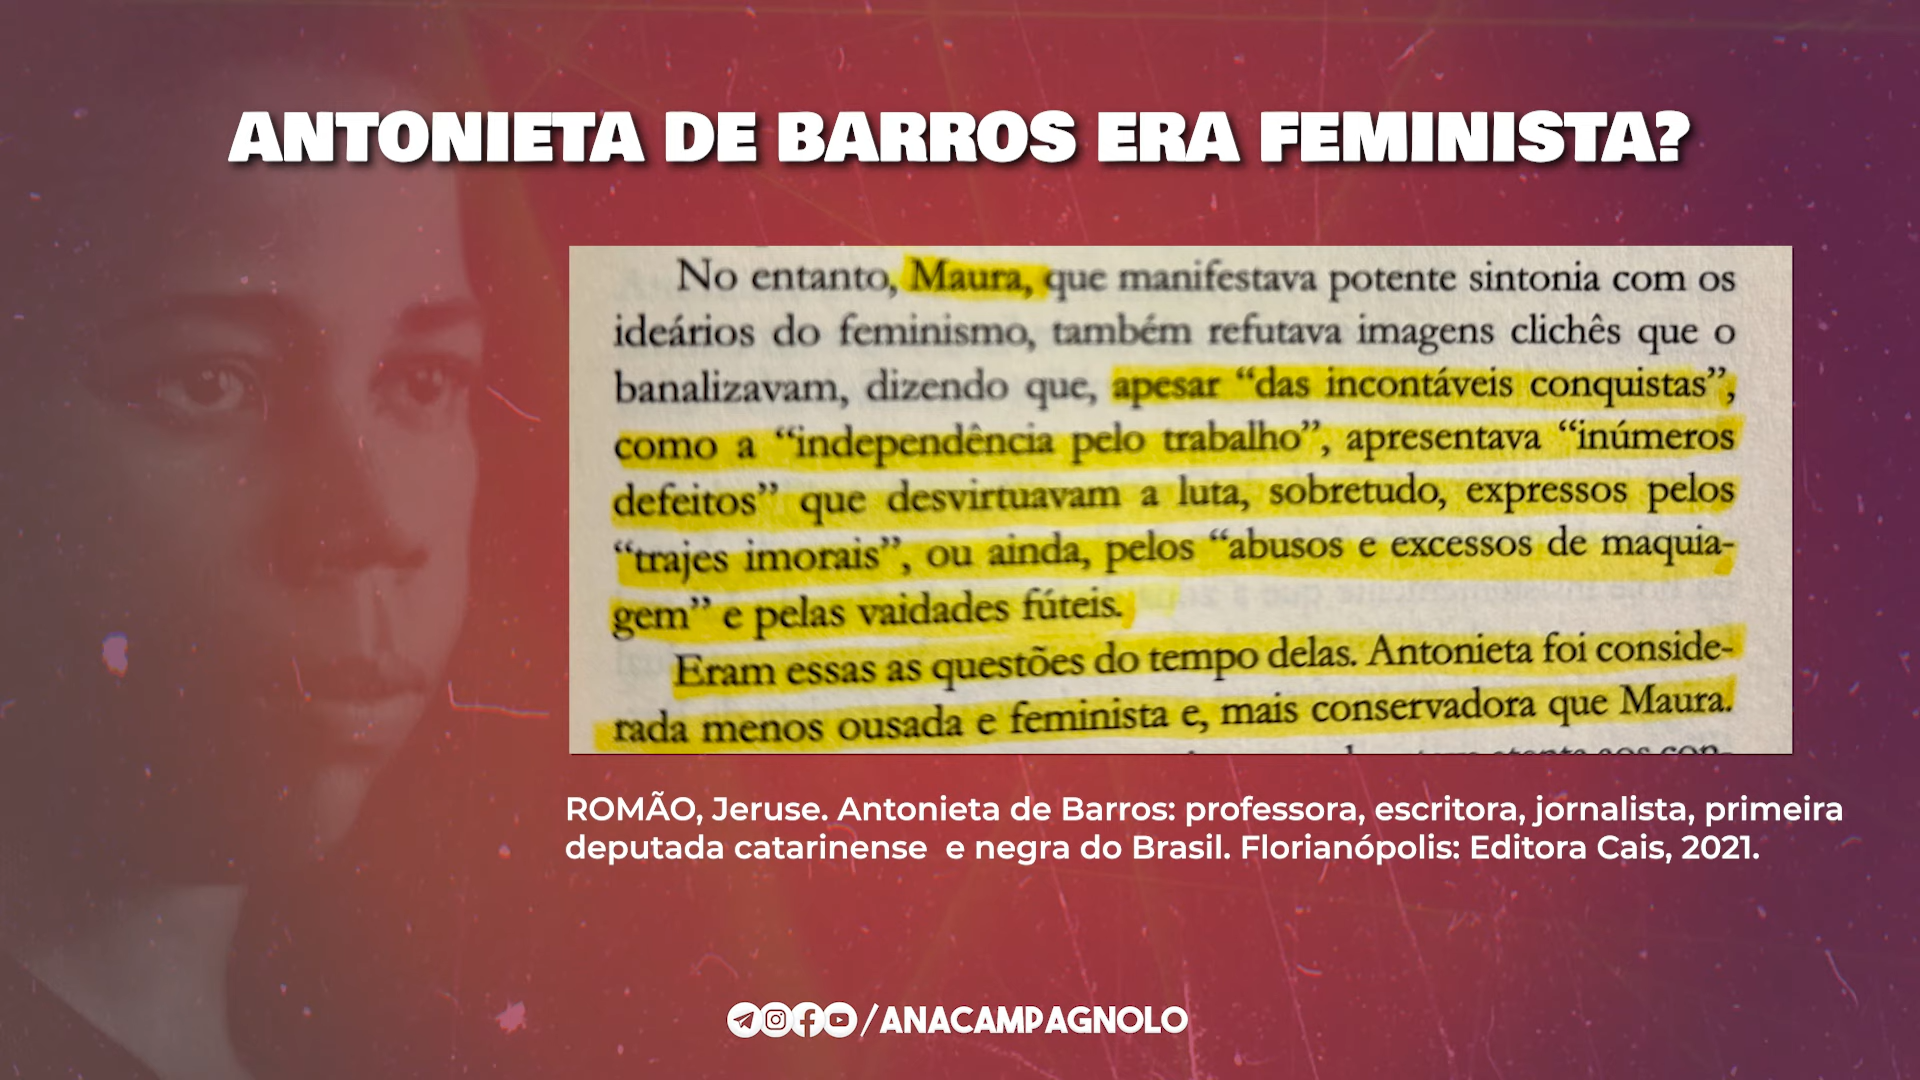 ANTONIETA DE BARROS ERA FEMINISTA?
No entanto, Maura, que manifestava potente sintonia com os
ideários do feminismo, também refutava imagens clichês que o
banalizavam, dizendo que, apesar “das incontáveis conquistas”,
como a “independência pelo trabalho”, apresentava “inúmeros
defeitos” que desvirtuavam a luta, sobretudo, expressos pelos
“trajes imorais”, ou ainda, pelos “abusos e excessos de maquia-
gem” e pelas vaidades fúteis.
Eram essas as questões do tempo delas. Antonieta foi conside-
rada menos ousada e feminista e, mais conservadora que Maura.
ROMÃO, Jeruse. Antonieta de Barros: professora, escritora, jornalista, primeira
deputada catarinense e negra do Brasil. Florianópolis: Editora Cais, 2021.
/ANACAMPAGNOLO